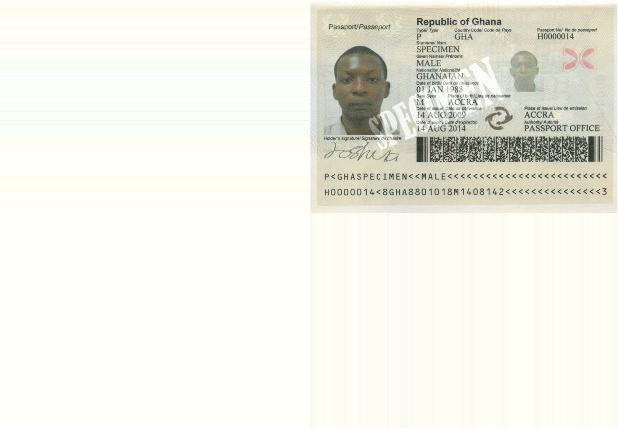 Passport/Passeport
Republic of Ghana
Type/ Type Country Code/ Code du Pays Passport No/ No de passeport
P GHA H0000014
Surname/ Nom
SPECIMEN
Given Names/ Prénoms
MALE
Nationality/ Nationalité
GHANAIAN
Date of birth/ Date de naissance
01 JAN 1988
Sex/ Sexe Place of birth/ Lieu de naissance
M ACCRA
Date of issue/ Date de délivrance Place of issue/ Lieu de émission
14 AUG 2009 ACCRA
Date of expiry/ Date d'expiration Authority/ Autorité
14 AUG 2014 PASSPORT OFFICE
SPECIMEN
Holder's signature/ Signature du titulaire
P<GHASPECIMEN<<MALE<<<<<<<<<<<<<<<<<<<<<<<<<
H0000014<8GHA8801018M1408142<<<<<<<<<<<<<<<3